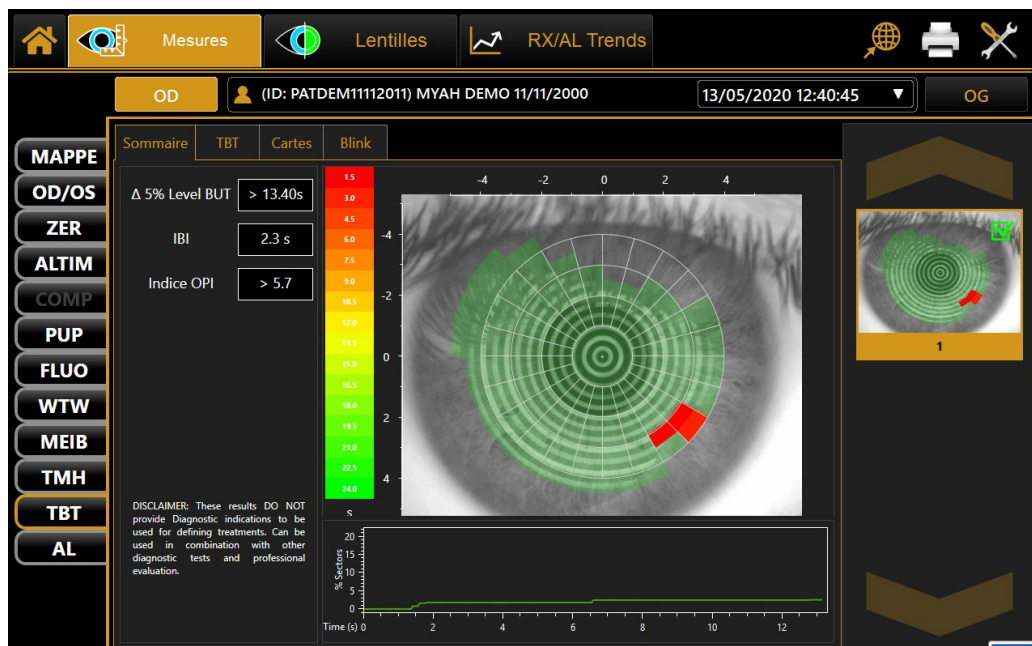 Mesures
Lentilles
RX/AL Trends
OD
(ID: PATDEM11112011) MYAH DEMO 11/11/2000
13/05/2020 12:40:45
OG
MAPPE
OD/OS
ZER
ALTIM
COMP
PUP
FLUO
WTW
MEIB
TMH
TBT
AL
Sommaire
TBT
Cartes
Blink
Δ 5% Level BUT
> 13.40s
IBI
2.3 s
Indice OPI
> 5.7
DISCLAIMER: These results DO NOT
provide Diagnostic indications to be
used for defining treatments. Can be
used in combination with other
diagnostic tests and professional
evaluation.
1.5
3.0
4.5
6.0
7.5
9.0
10.5
12.0
13.5
15.0
16.5
18.0
19.5
21.0
22.5
24.0
S
-4 -2 0 2 4
-4
-2
0
2
4
% Sectors
20
15
10
5
0
Time (s) 0 2 4 6 8 10 12
1